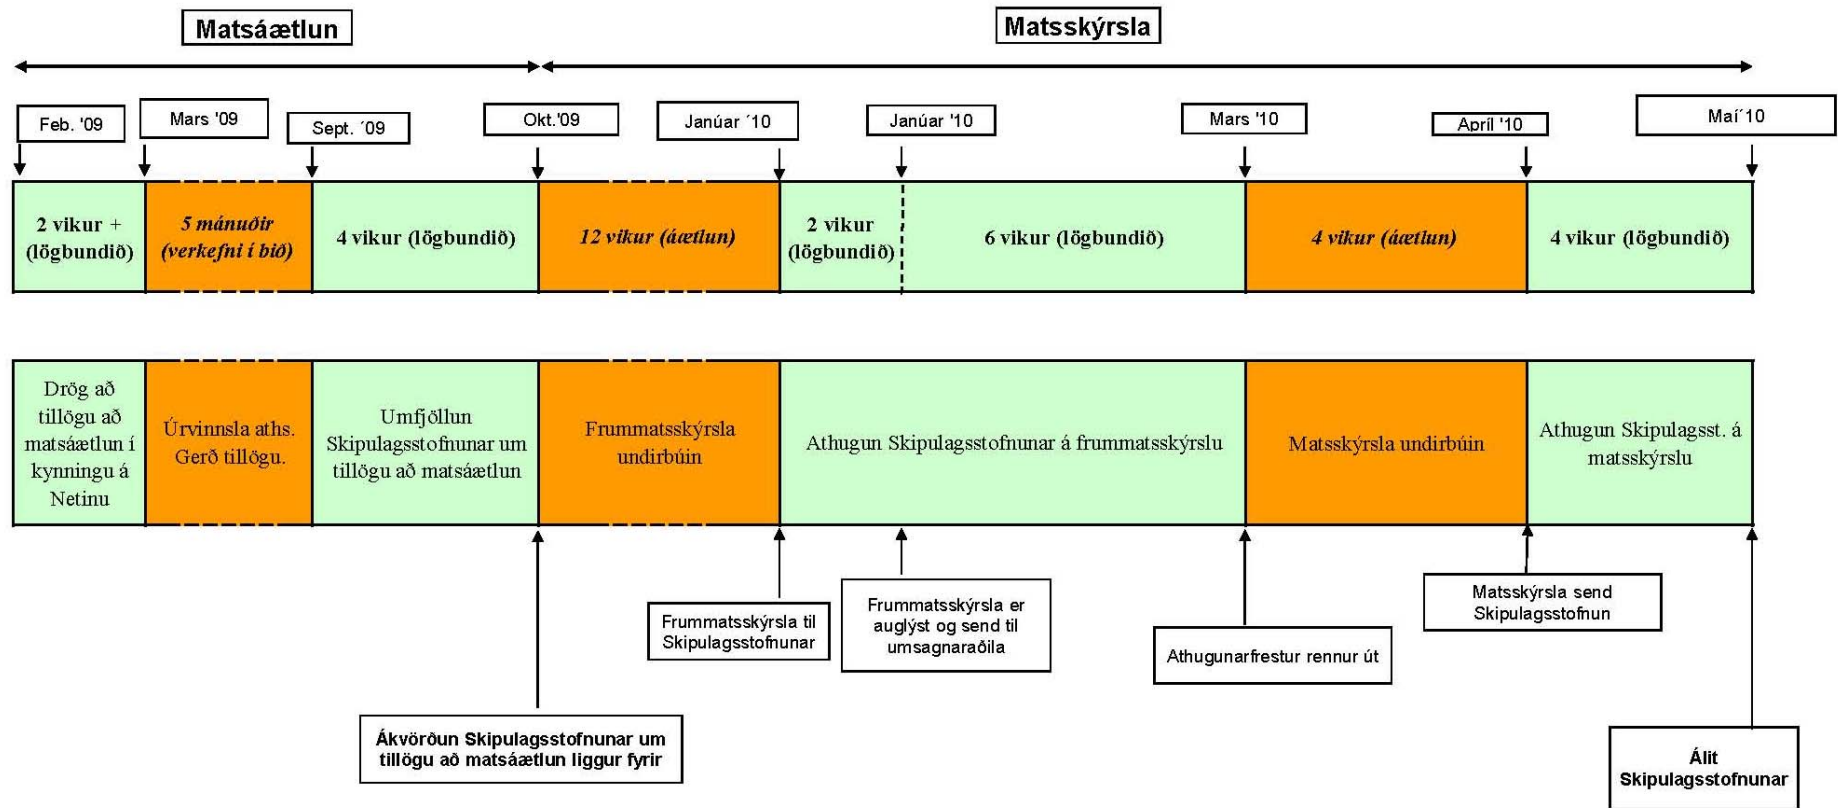 Matsáætlun
Matsskýrsla
Feb. '09
Mars '09
Sept. ´09
Okt.'09
Janúar ´10
Janúar '10
Mars '10
Apríl '10
Maí´10
2 vikur +
(lögbundið)
5 mánuðir
(verkefni í bið)
4 vikur (lögbundið)
12 vikur (áætlun)
2 vikur
(lögbundið)
6 vikur (lögbundið)
4 vikur (áætlun)
4 vikur (lögbundið)
Drög að
tillögu að
matsáætlun í
kynningu á
Netinu
Úrvinnsla aths.
Gerð tillögu.
Umfjöllun
Skipulagsstofnunar um
tillögu að matsáætlun
Frummatsskýrsla
undirbúin
Athugun Skipulagsstofnunar á frummatsskýrslu
Matsskýrsla undirbúin
Athugun Skipulagsst. á
matsskýrslu
Ákvörðun Skipulagsstofnunar um
tillögu að matsáætlun liggur fyrir
Frummatsskýrsla til
Skipulagsstofnunar
Frummatsskýrsla er
auglýst og send til
umsagnaraðila
Athugunarfrestur rennur út
Matsskýrsla send
Skipulagsstofnun
Álit
Skipulagsstofnunar